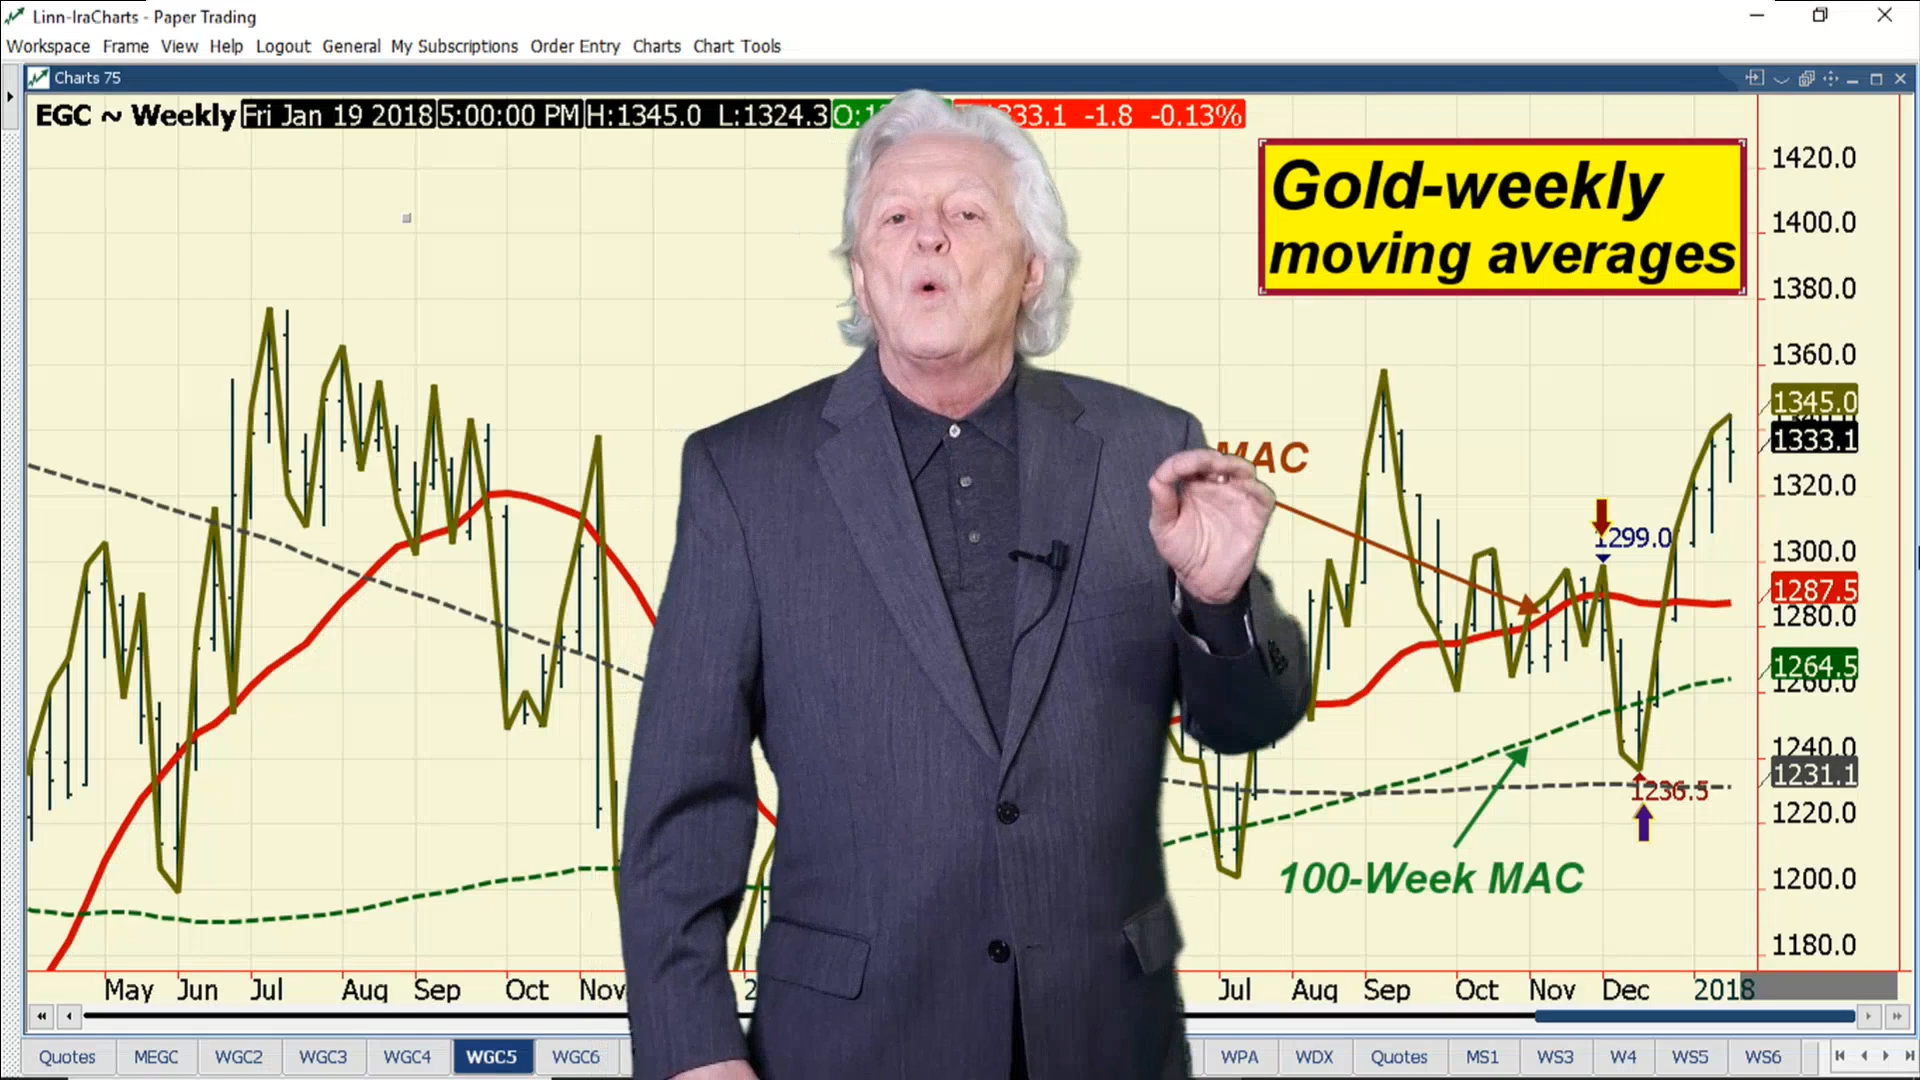 Linn-IraCharts - Paper Trading
Workspace Frame View Help Logout General My Subscriptions Order Entry Charts Chart Tools
Charts 75
EGC ~ Weekly Fri Jan 19 2018 5:00:00 PM H:1345.0 L:1324.3 33.1 -1.8 -0.13%
Gold-weekly
moving averages
1420.0
1400.0
1380.0
1360.0
1345.0
1333.1
1320.0
1300.0
1287.5
1280.0
1264.5
1260.0
1240.0
1231.1
1220.0
1200.0
1180.0
MAC
1299.0
1236.5
100-Week MAC
May Jun Jul Aug Sep Oct Nov Jul Aug Sep Oct Nov Dec 2018
Quotes MEGC WGC2 WGC3 WGC4 WGC5 WGC6 WPA WDX Quotes MS1 WS3 W4 WS5 WS6